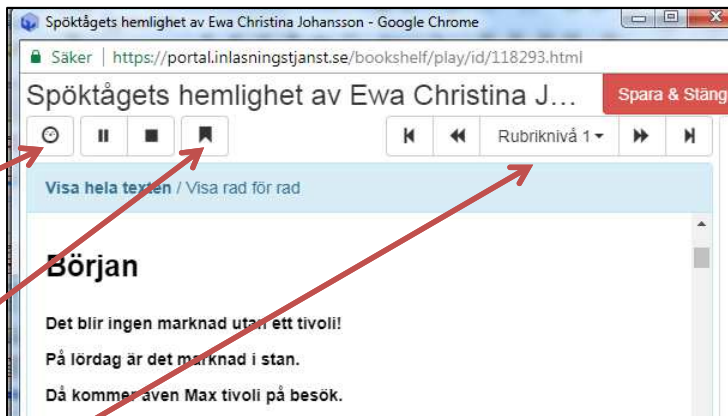 Spöktågets hemlighet av Ewa Christina Johansson - Google Chrome
Säker | https://portal.inlasningstjanst.se/bookshelf/play/id/118293.html
Spöktågets hemlighet av Ewa Christina J... Spara & Stäng
Rubriknivå 1
Visa hela texten / Visa rad för rad
Början
Det blir ingen marknad utan ett tivoli!
På lördag är det marknad i stan.
Då kommer även Max tivoli på besök.